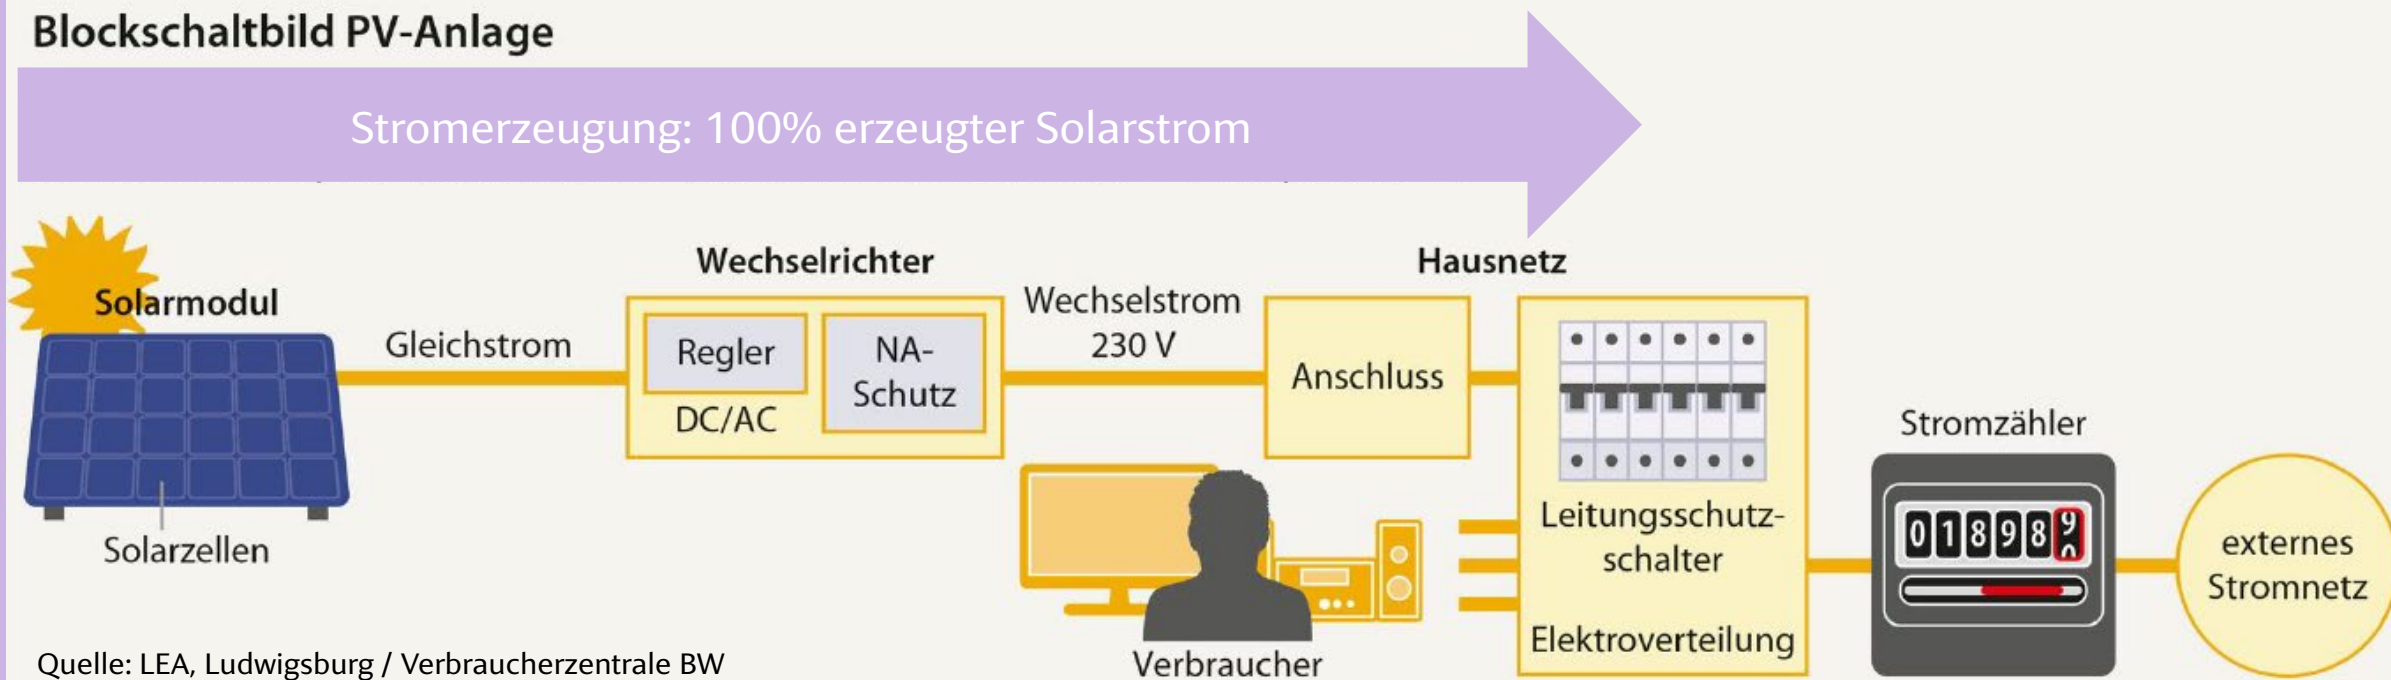 Blockschaltbild PV-Anlage
Stromerzeugung: 100% erzeugter Solarstrom
Solarmodul
Gleichstrom
Solarzellen
Wechselrichter
Regler
DC/AC
NA-
Schutz
Wechselstrom
230 V
Hausnetz
Anschluss
Leitungsschutz-
schalter
Elektroverteilung
Verbraucher
Stromzähler
01898
externes
Stromnetz
Quelle: LEA, Ludwigsburg / Verbraucherzentrale BW